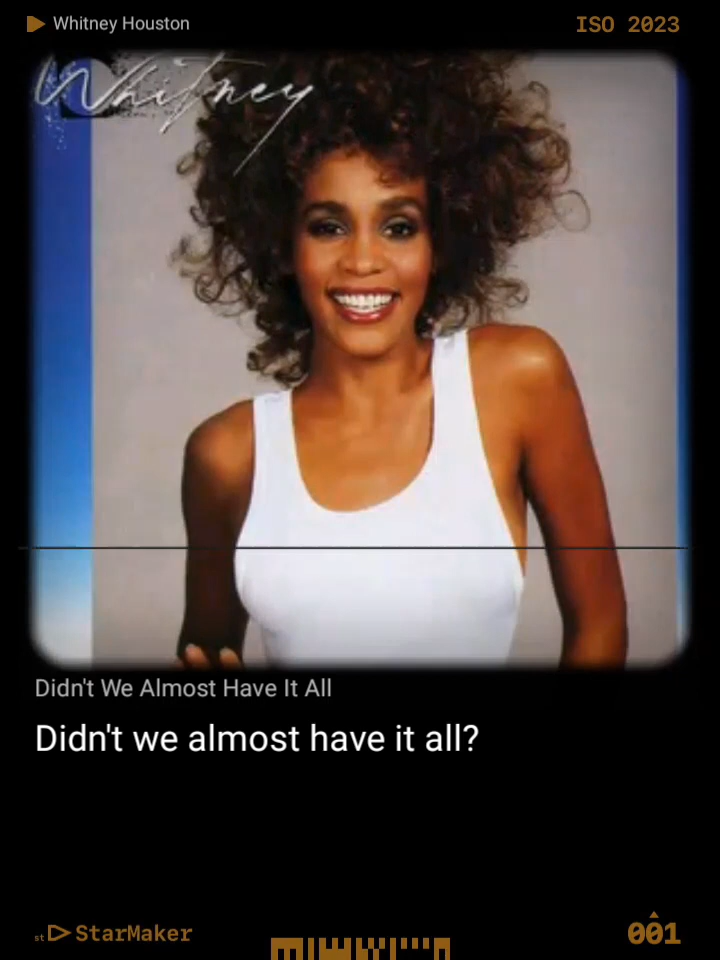 Whitney Houston
ISO 2023
Whitney
Didn't We Almost Have It All
Didn't we almost have it all?
st StarMaker
001